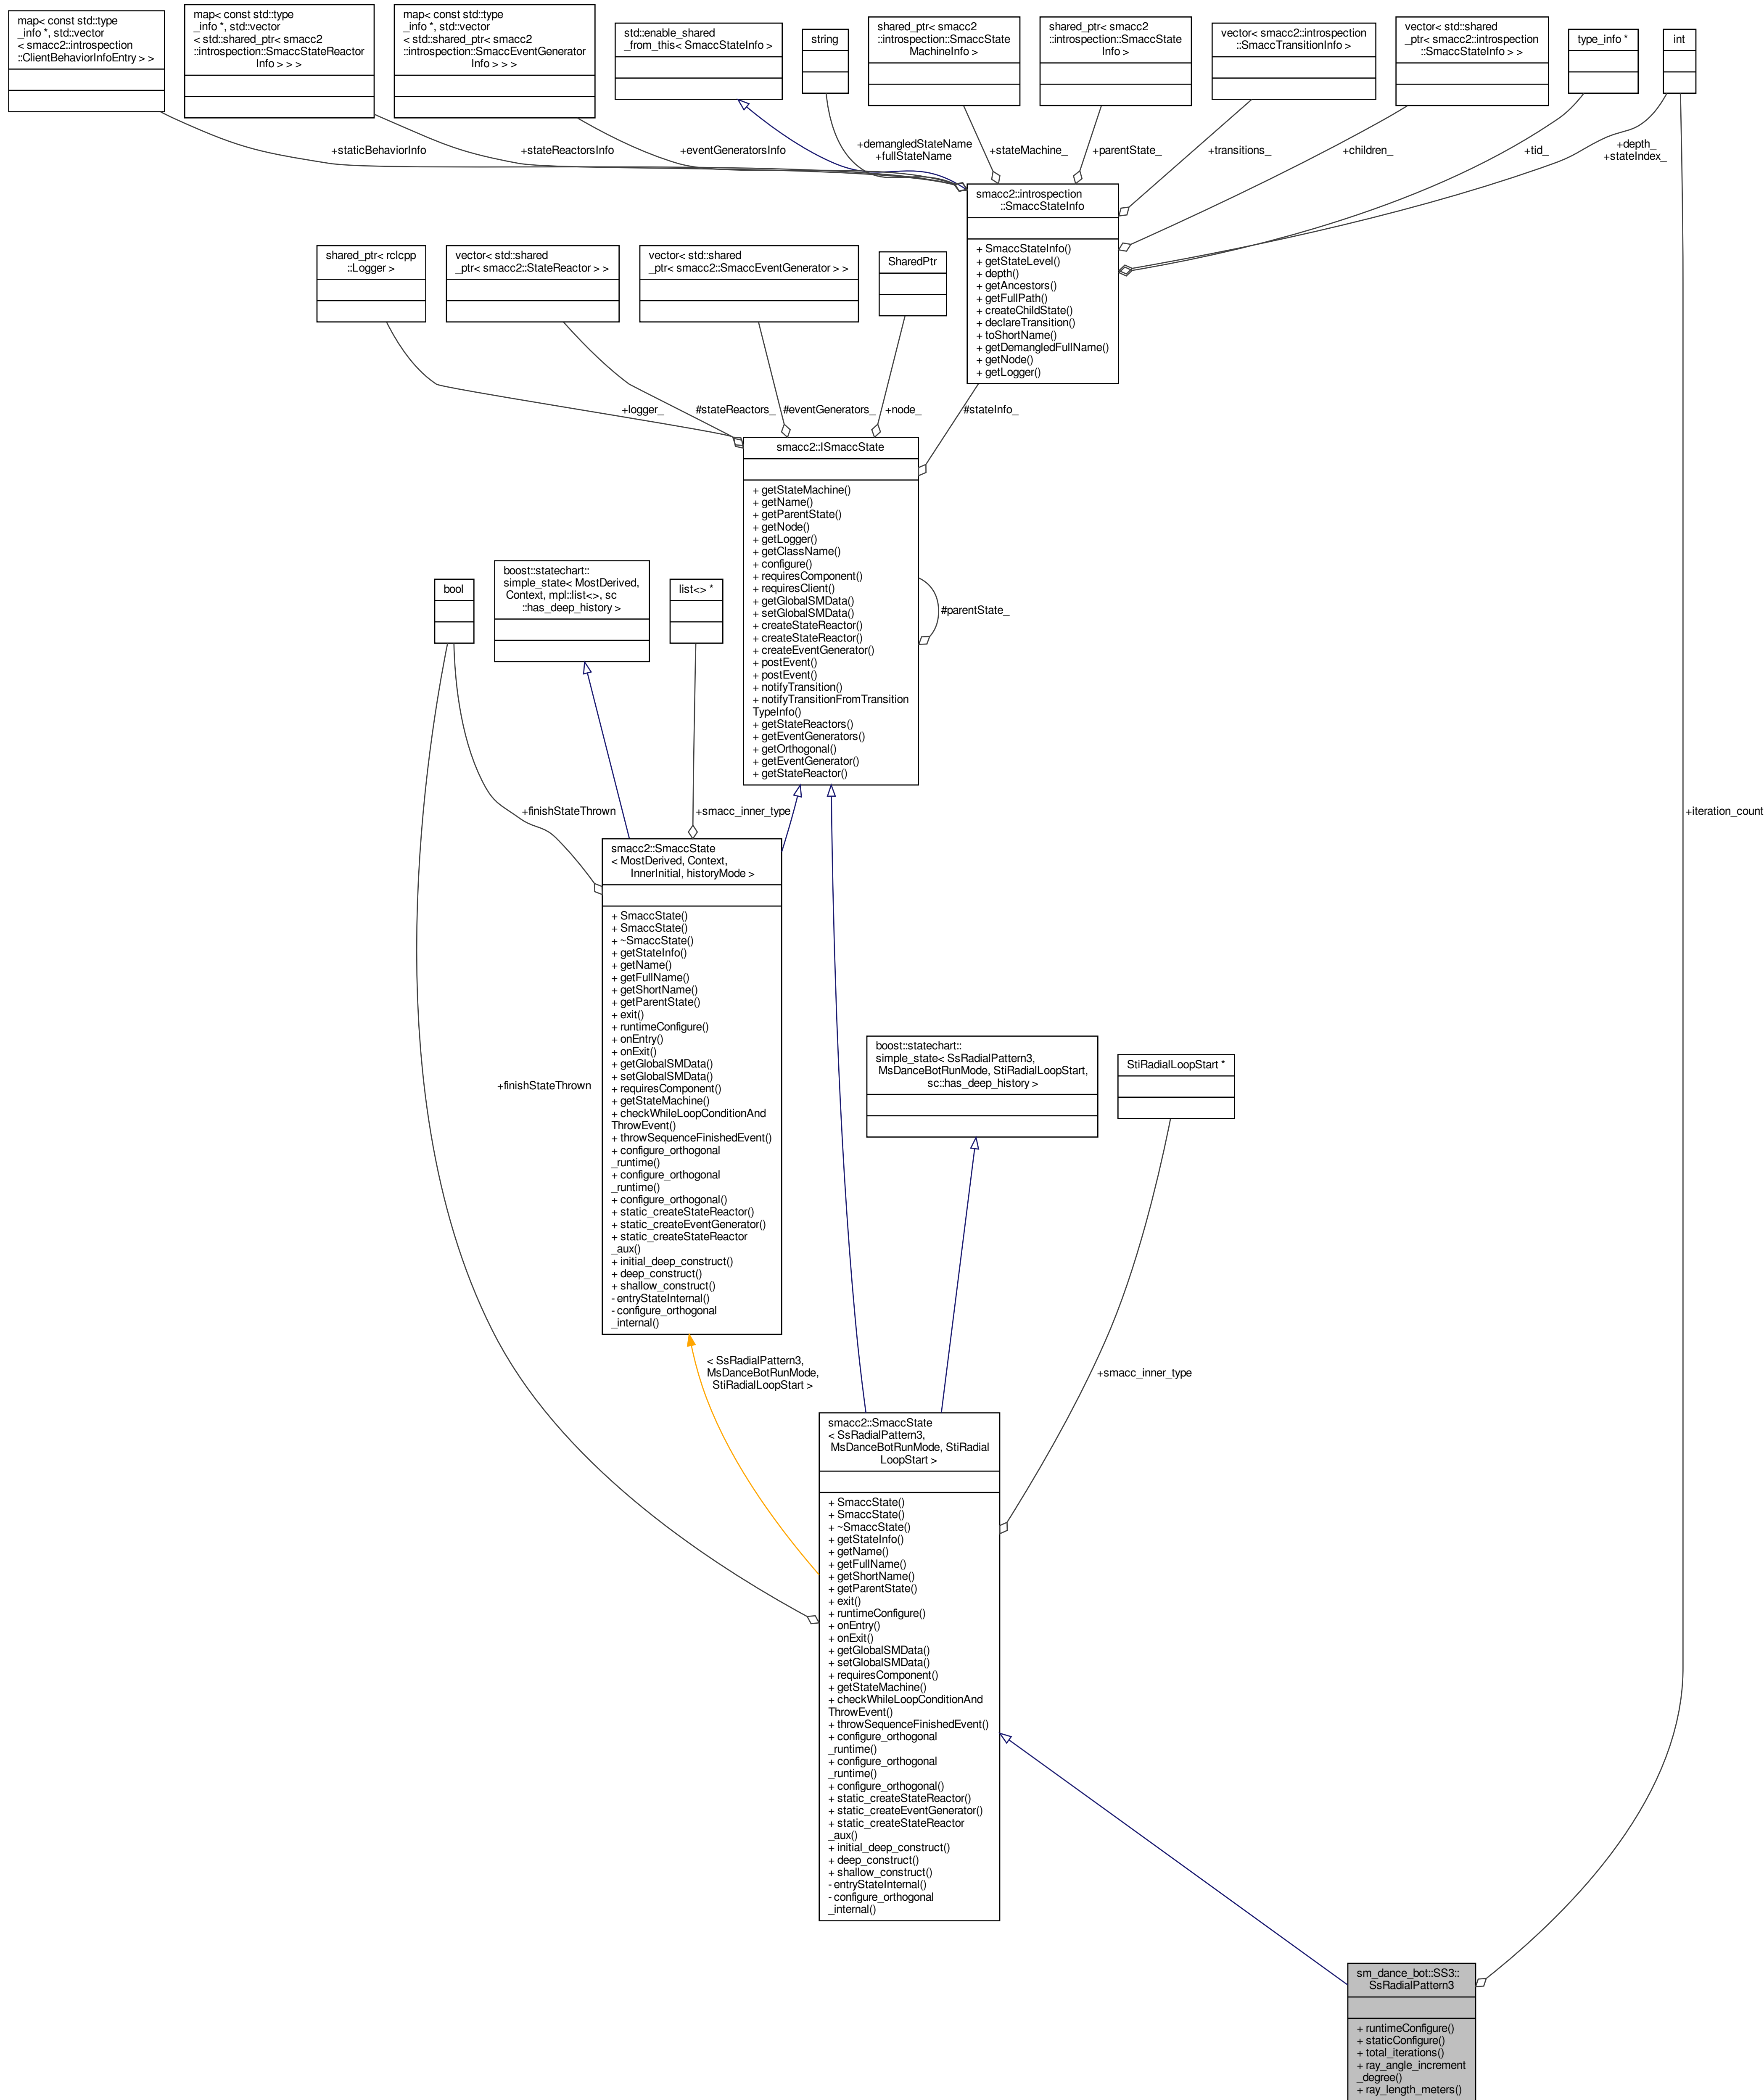 map< const std::type
_info *, std::vector
< smacc2::introspection
::ClientBehaviorInfoEntry > >
map< const std::type
_info *, std::vector
< std::shared_ptr< smacc2
::introspection::SmaccStateReactor
Info > > >
map< const std::type
_info *, std::vector
< std::shared_ptr< smacc2
::introspection::SmaccEventGenerator
Info > > >
std::enable_shared
_from_this< SmaccStateInfo >
string
shared_ptr< smacc2
::introspection::SmaccState
MachineInfo >
shared_ptr< smacc2
::introspection::SmaccState
Info >
vector< smacc2::introspection
::SmaccTransitionInfo >
vector< std::shared
_ptr< smacc2::introspection
::SmaccStateInfo > >
type_info *
int
+staticBehaviorInfo
+stateReactorsInfo
+eventGeneratorsInfo
+demangledStateName
+fullStateName
+stateMachine_
+parentState_
+transitions_
+children_
+tid_
+depth_
+stateIndex_
smacc2::introspection
::SmaccStateInfo
+ SmaccStateInfo()
+ getStateLevel()
+ depth()
+ getAncestors()
+ getFullPath()
+ createChildState()
+ declareTransition()
+ toShortName()
+ getDemangledFullName()
+ getNode()
+ getLogger()
shared_ptr< rclcpp
::Logger >
vector< std::shared
_ptr< smacc2::StateReactor > >
vector< std::shared
_ptr< smacc2::SmaccEventGenerator > >
SharedPtr
+logger_
#stateReactors_
#eventGenerators_
+node_
#stateInfo_
smacc2::ISmaccState
+ getStateMachine()
+ getName()
+ getParentState()
+ getNode()
+ getLogger()
+ getClassName()
+ configure()
+ requiresComponent()
+ requiresClient()
+ getGlobalSMData()
+ setGlobalSMData()
+ createStateReactor()
+ createStateReactor()
+ createEventGenerator()
+ postEvent()
+ postEvent()
+ notifyTransition()
+ notifyTransitionFromTransition
TypeInfo()
+ getStateReactors()
+ getEventGenerators()
+ getOrthogonal()
+ getEventGenerator()
+ getStateReactor()
#parentState_
bool
boost::statechart::
simple_state< MostDerived,
Context, mpl::list<>, sc
::has_deep_history >
list<> *
+finishStateThrown
+smacc_inner_type
+iteration_count
smacc2::SmaccState
< MostDerived, Context,
InnerInitial, historyMode >
+ SmaccState()
+ SmaccState()
+ ~SmaccState()
+ getStateInfo()
+ getName()
+ getFullName()
+ getShortName()
+ getParentState()
+ exit()
+ runtimeConfigure()
+ onEntry()
+ onExit()
+ getGlobalSMData()
+ setGlobalSMData()
+ requiresComponent()
+ getStateMachine()
+ checkWhileLoopConditionAnd
ThrowEvent()
+ throwSequenceFinishedEvent()
+ configure_orthogonal
_runtime()
+ configure_orthogonal
_runtime()
+ configure_orthogonal()
+ static_createStateReactor()
+ static_createEventGenerator()
+ static_createStateReactor
_aux()
+ initial_deep_construct()
+ deep_construct()
+ shallow_construct()
- entryStateInternal()
- configure_orthogonal
_internal()
+finishStateThrown
boost::statechart::
simple_state< SsRadialPattern3,
MsDanceBotRunMode, StiRadialLoopStart,
sc::has_deep_history >
StiRadialLoopStart *
< SsRadialPattern3,
MsDanceBotRunMode,
StiRadialLoopStart >
+smacc_inner_type
smacc2::SmaccState
< SsRadialPattern3,
MsDanceBotRunMode, StiRadial
LoopStart >
+ SmaccState()
+ SmaccState()
+ ~SmaccState()
+ getStateInfo()
+ getName()
+ getFullName()
+ getShortName()
+ getParentState()
+ exit()
+ runtimeConfigure()
+ onEntry()
+ onExit()
+ getGlobalSMData()
+ setGlobalSMData()
+ requiresComponent()
+ getStateMachine()
+ checkWhileLoopConditionAnd
ThrowEvent()
+ throwSequenceFinishedEvent()
+ configure_orthogonal
_runtime()
+ configure_orthogonal
_runtime()
+ configure_orthogonal()
+ static_createStateReactor()
+ static_createEventGenerator()
+ static_createStateReactor
_aux()
+ initial_deep_construct()
+ deep_construct()
+ shallow_construct()
- entryStateInternal()
- configure_orthogonal
_internal()
sm_dance_bot::SS3::
SsRadialPattern3
+ runtimeConfigure()
+ staticConfigure()
+ total_iterations()
+ ray_angle_increment
_degree()
+ ray_length_meters()